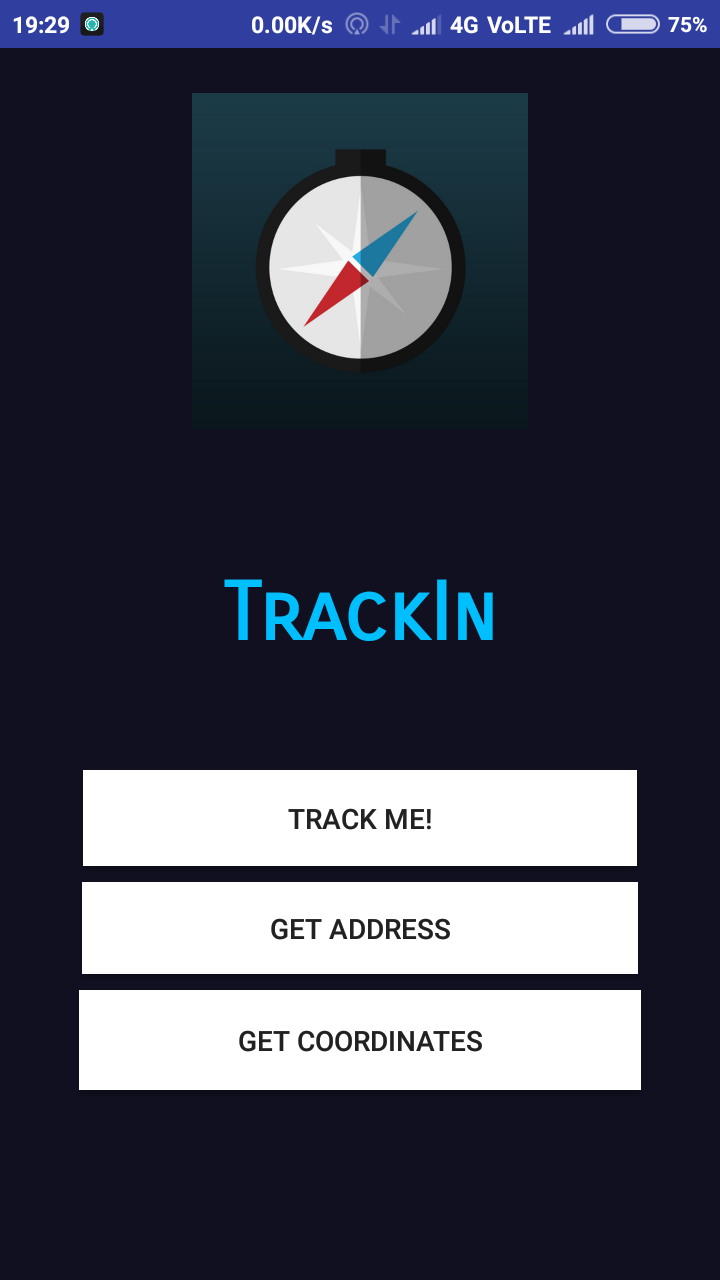 19:29 0.00K/s 4G VoLTE 75%
TrackIn
TRACK ME!
GET ADDRESS
GET COORDINATES